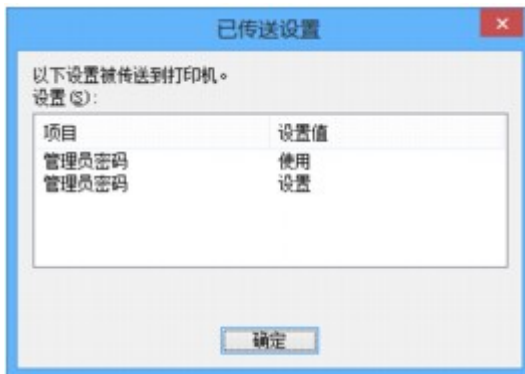 已传送设置
以下设置被传送到打印机。
设置(S):
项目 设置值
管理员密码 使用
管理员密码 设置
确定